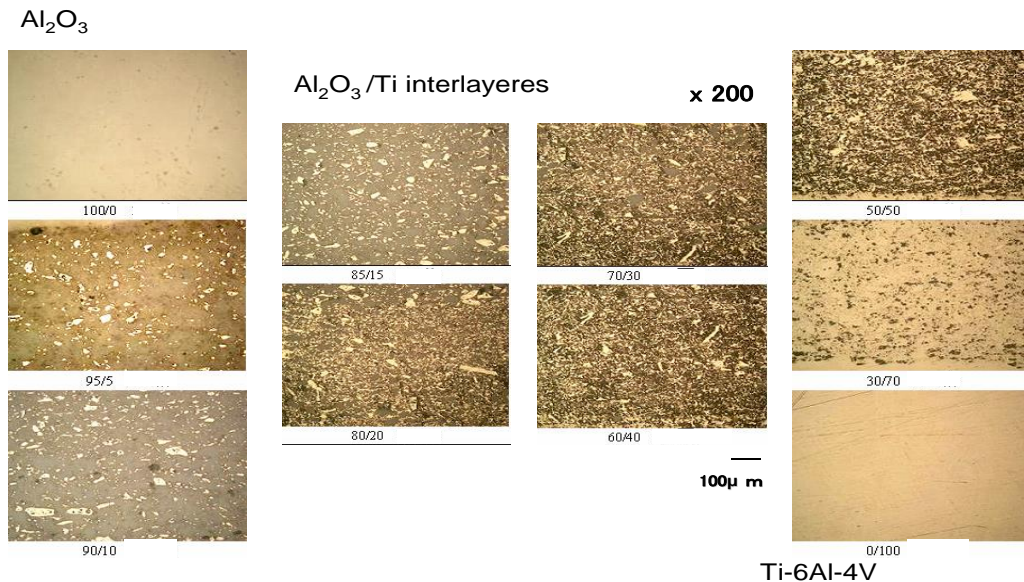 Al₂O₃
Al₂O₃ /Ti interlayeres
x 200
100/0
95/5
90/10
85/15
80/20
70/30
60/40
100μ m
50/50
30/70
0/100
Ti-6Al-4V